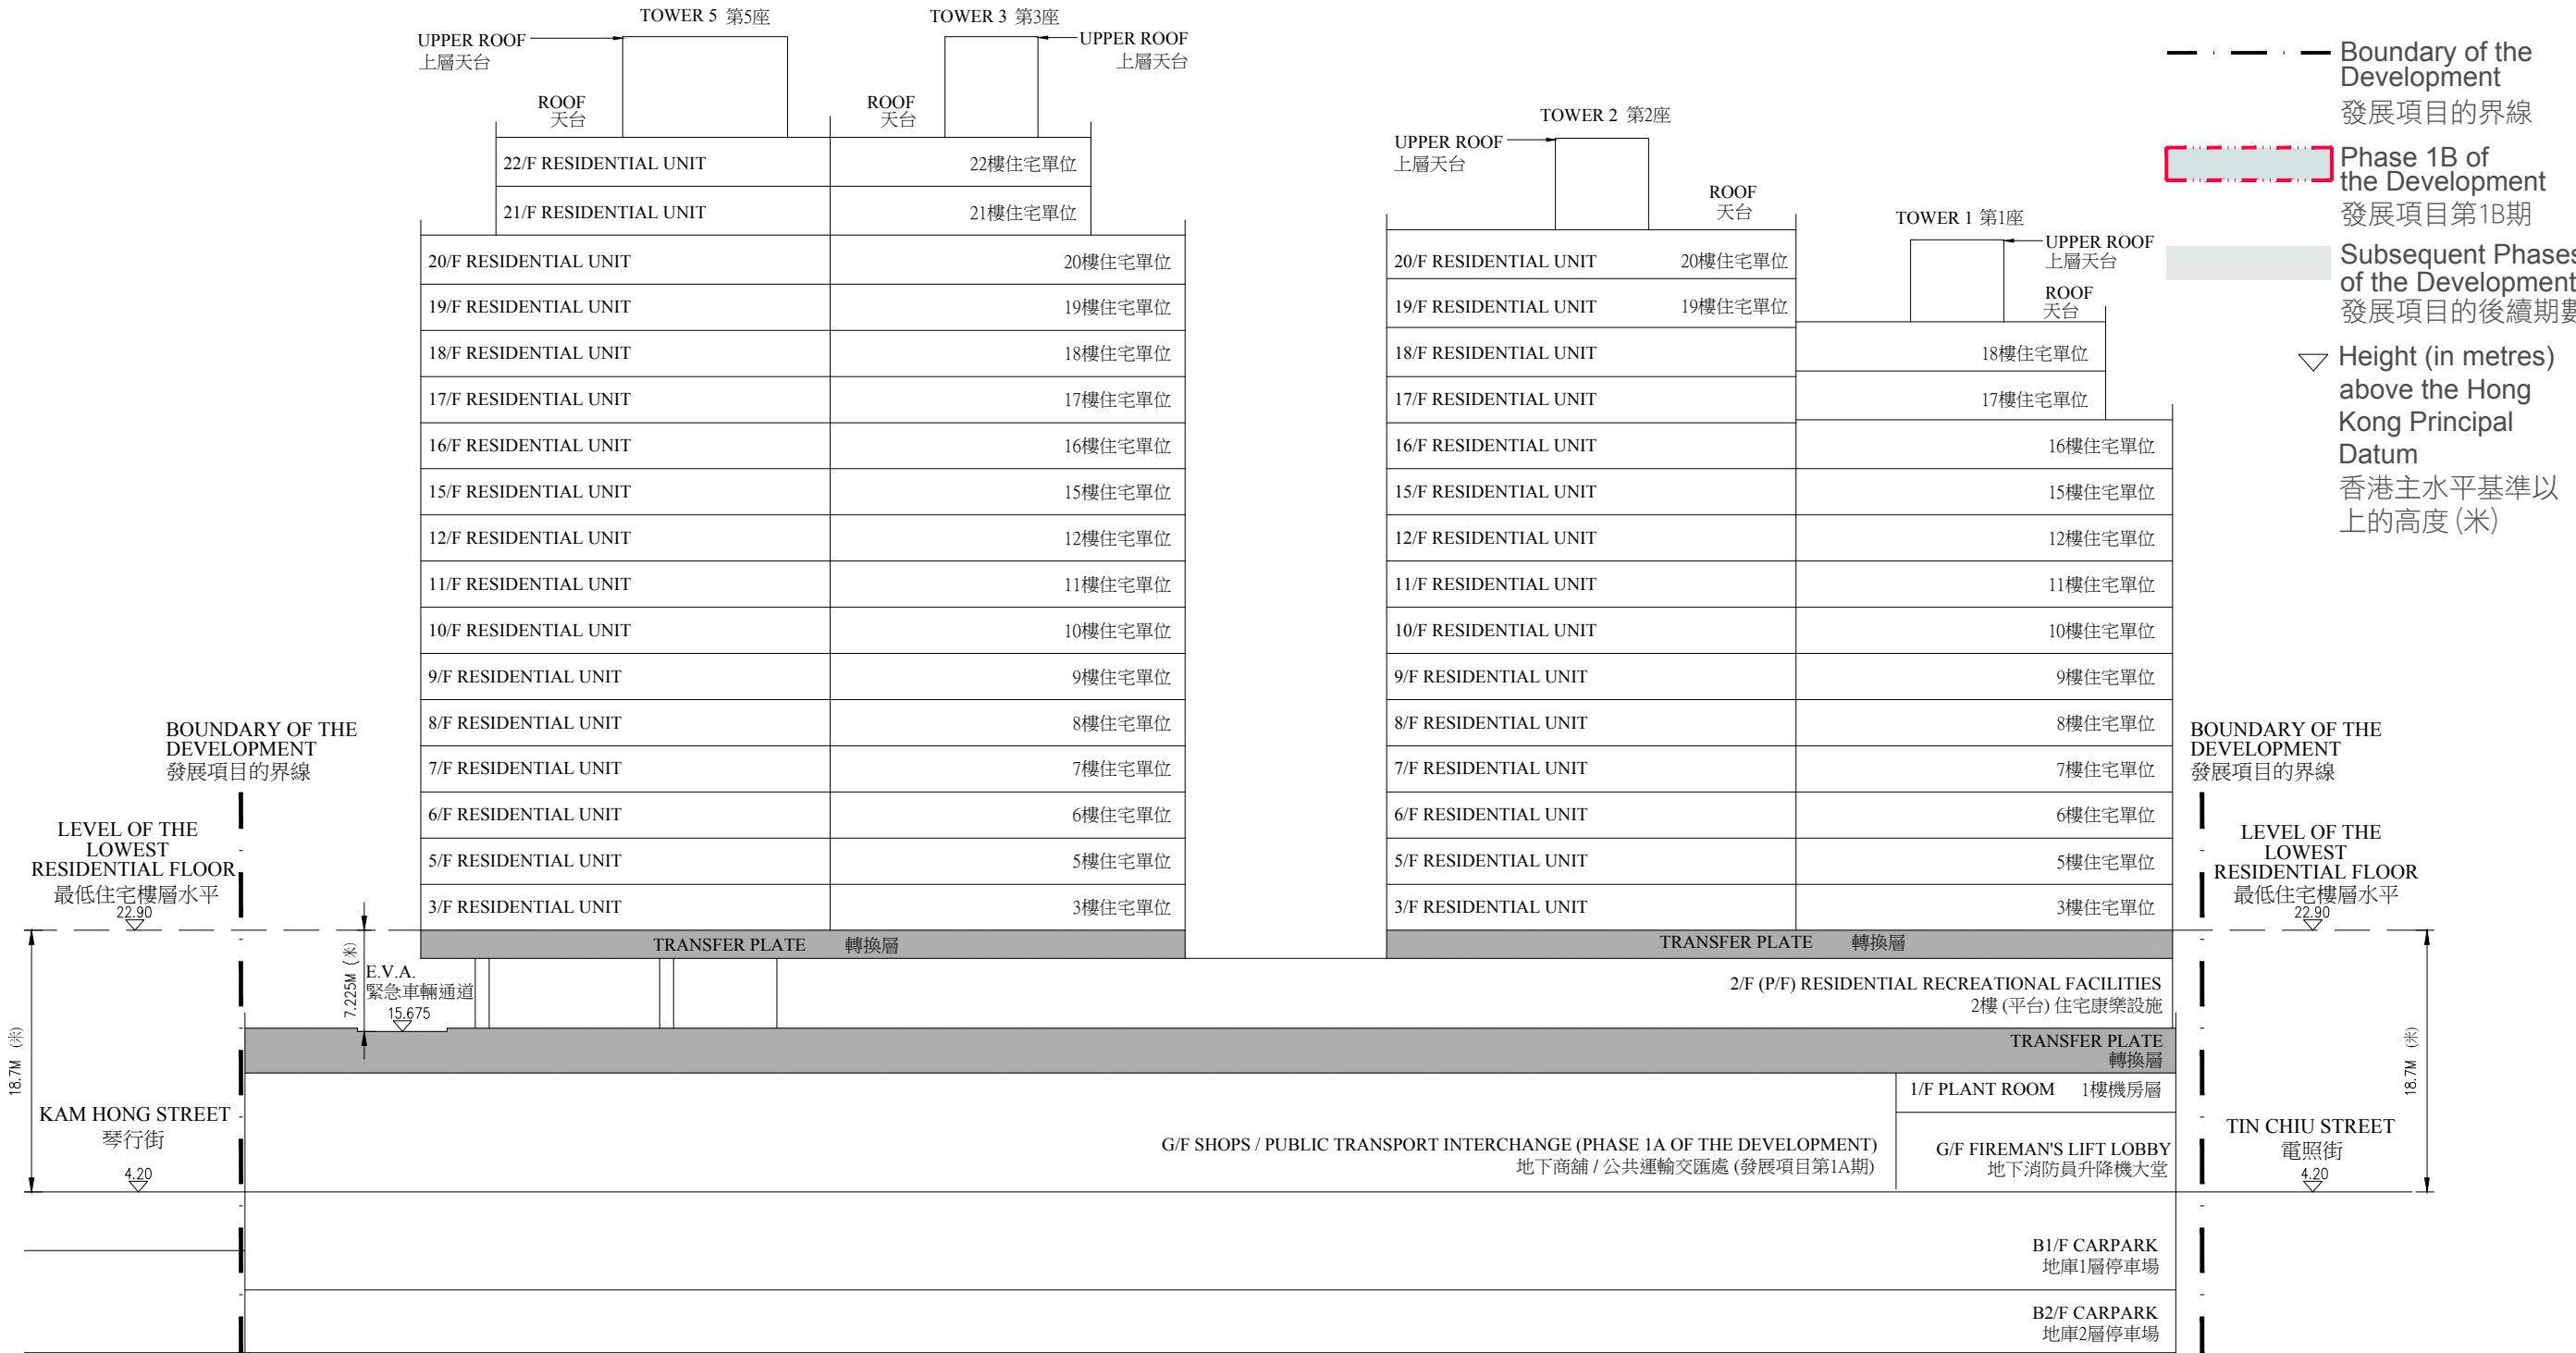 TOWER 5 第5座
UPPER ROOF
上層天台
ROOF
天台
TOWER 3 第3座
UPPER ROOF
上層天台
ROOF
天台
22/F RESIDENTIAL UNIT 22樓住宅單位
21/F RESIDENTIAL UNIT 21樓住宅單位
20/F RESIDENTIAL UNIT 20樓住宅單位
19/F RESIDENTIAL UNIT 19樓住宅單位
18/F RESIDENTIAL UNIT 18樓住宅單位
17/F RESIDENTIAL UNIT 17樓住宅單位
16/F RESIDENTIAL UNIT 16樓住宅單位
15/F RESIDENTIAL UNIT 15樓住宅單位
12/F RESIDENTIAL UNIT 12樓住宅單位
11/F RESIDENTIAL UNIT 11樓住宅單位
10/F RESIDENTIAL UNIT 10樓住宅單位
9/F RESIDENTIAL UNIT 9樓住宅單位
8/F RESIDENTIAL UNIT 8樓住宅單位
7/F RESIDENTIAL UNIT 7樓住宅單位
6/F RESIDENTIAL UNIT 6樓住宅單位
5/F RESIDENTIAL UNIT 5樓住宅單位
3/F RESIDENTIAL UNIT 3樓住宅單位
TRANSFER PLATE 轉換層
TOWER 2 第2座
UPPER ROOF
上層天台
ROOF
天台
TOWER 1 第1座
UPPER ROOF
上層天台
ROOF
天台
20/F RESIDENTIAL UNIT 20樓住宅單位
19/F RESIDENTIAL UNIT 19樓住宅單位
18/F RESIDENTIAL UNIT 18樓住宅單位
17/F RESIDENTIAL UNIT 17樓住宅單位
16/F RESIDENTIAL UNIT 16樓住宅單位
15/F RESIDENTIAL UNIT 15樓住宅單位
12/F RESIDENTIAL UNIT 12樓住宅單位
11/F RESIDENTIAL UNIT 11樓住宅單位
10/F RESIDENTIAL UNIT 10樓住宅單位
9/F RESIDENTIAL UNIT 9樓住宅單位
8/F RESIDENTIAL UNIT 8樓住宅單位
7/F RESIDENTIAL UNIT 7樓住宅單位
6/F RESIDENTIAL UNIT 6樓住宅單位
5/F RESIDENTIAL UNIT 5樓住宅單位
3/F RESIDENTIAL UNIT 3樓住宅單位
TRANSFER PLATE 轉換層
Boundary of the
Development
發展項目的界線
Phase 1B of
the Development
發展項目第1B期
Subsequent Phases
of the Development
發展項目的後續期數
Height (in metres)
above the Hong
Kong Principal
Datum
香港主水平基準以
上的高度 (米)
BOUNDARY OF THE
DEVELOPMENT
發展項目的界線
LEVEL OF THE
LOWEST
RESIDENTIAL FLOOR
最低住宅樓層水平
22.90
18.7M (米)
7.225M (米)
E.V.A.
緊急車輛通道
15.675
KAM HONG STREET
琴行街
4.20
2/F (P/F) RESIDENTIAL RECREATIONAL FACILITIES
2樓 (平台) 住宅康樂設施
TRANSFER PLATE
轉換層
1/F PLANT ROOM 1樓機房層
G/F SHOPS / PUBLIC TRANSPORT INTERCHANGE (PHASE 1A OF THE DEVELOPMENT)
地下商舖 / 公共運輸交匯處 (發展項目第1A期)
G/F FIREMAN'S LIFT LOBBY
地下消防員升降機大堂
B1/F CARPARK
地庫1層停車場
B2/F CARPARK
地庫2層停車場
BOUNDARY OF THE
DEVELOPMENT
發展項目的界線
LEVEL OF THE
LOWEST
RESIDENTIAL FLOOR
最低住宅樓層水平
22.90
18.7M (米)
TIN CHIU STREET
電照街
4.20